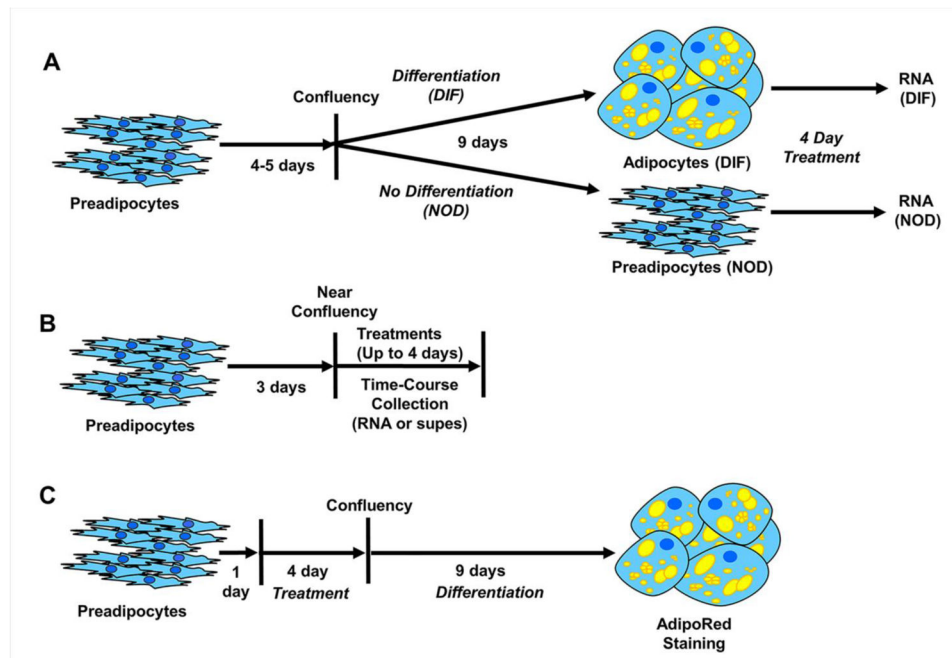 A
Preadipocytes
4-5 days
Confluency
Differentiation
(DIF)
9 days
No Differentiation
(NOD)
Adipocytes (DIF)
Preadipocytes (NOD)
4 Day
Treatment
RNA
(DIF)
RNA
(NOD)
B
Preadipocytes
3 days
Near
Confluency
Treatments
(Up to 4 days)
Time-Course
Collection
(RNA or supes)
C
Preadipocytes
1
day
4 day
Treatment
Confluency
9 days
Differentiation
AdipoRed
Staining